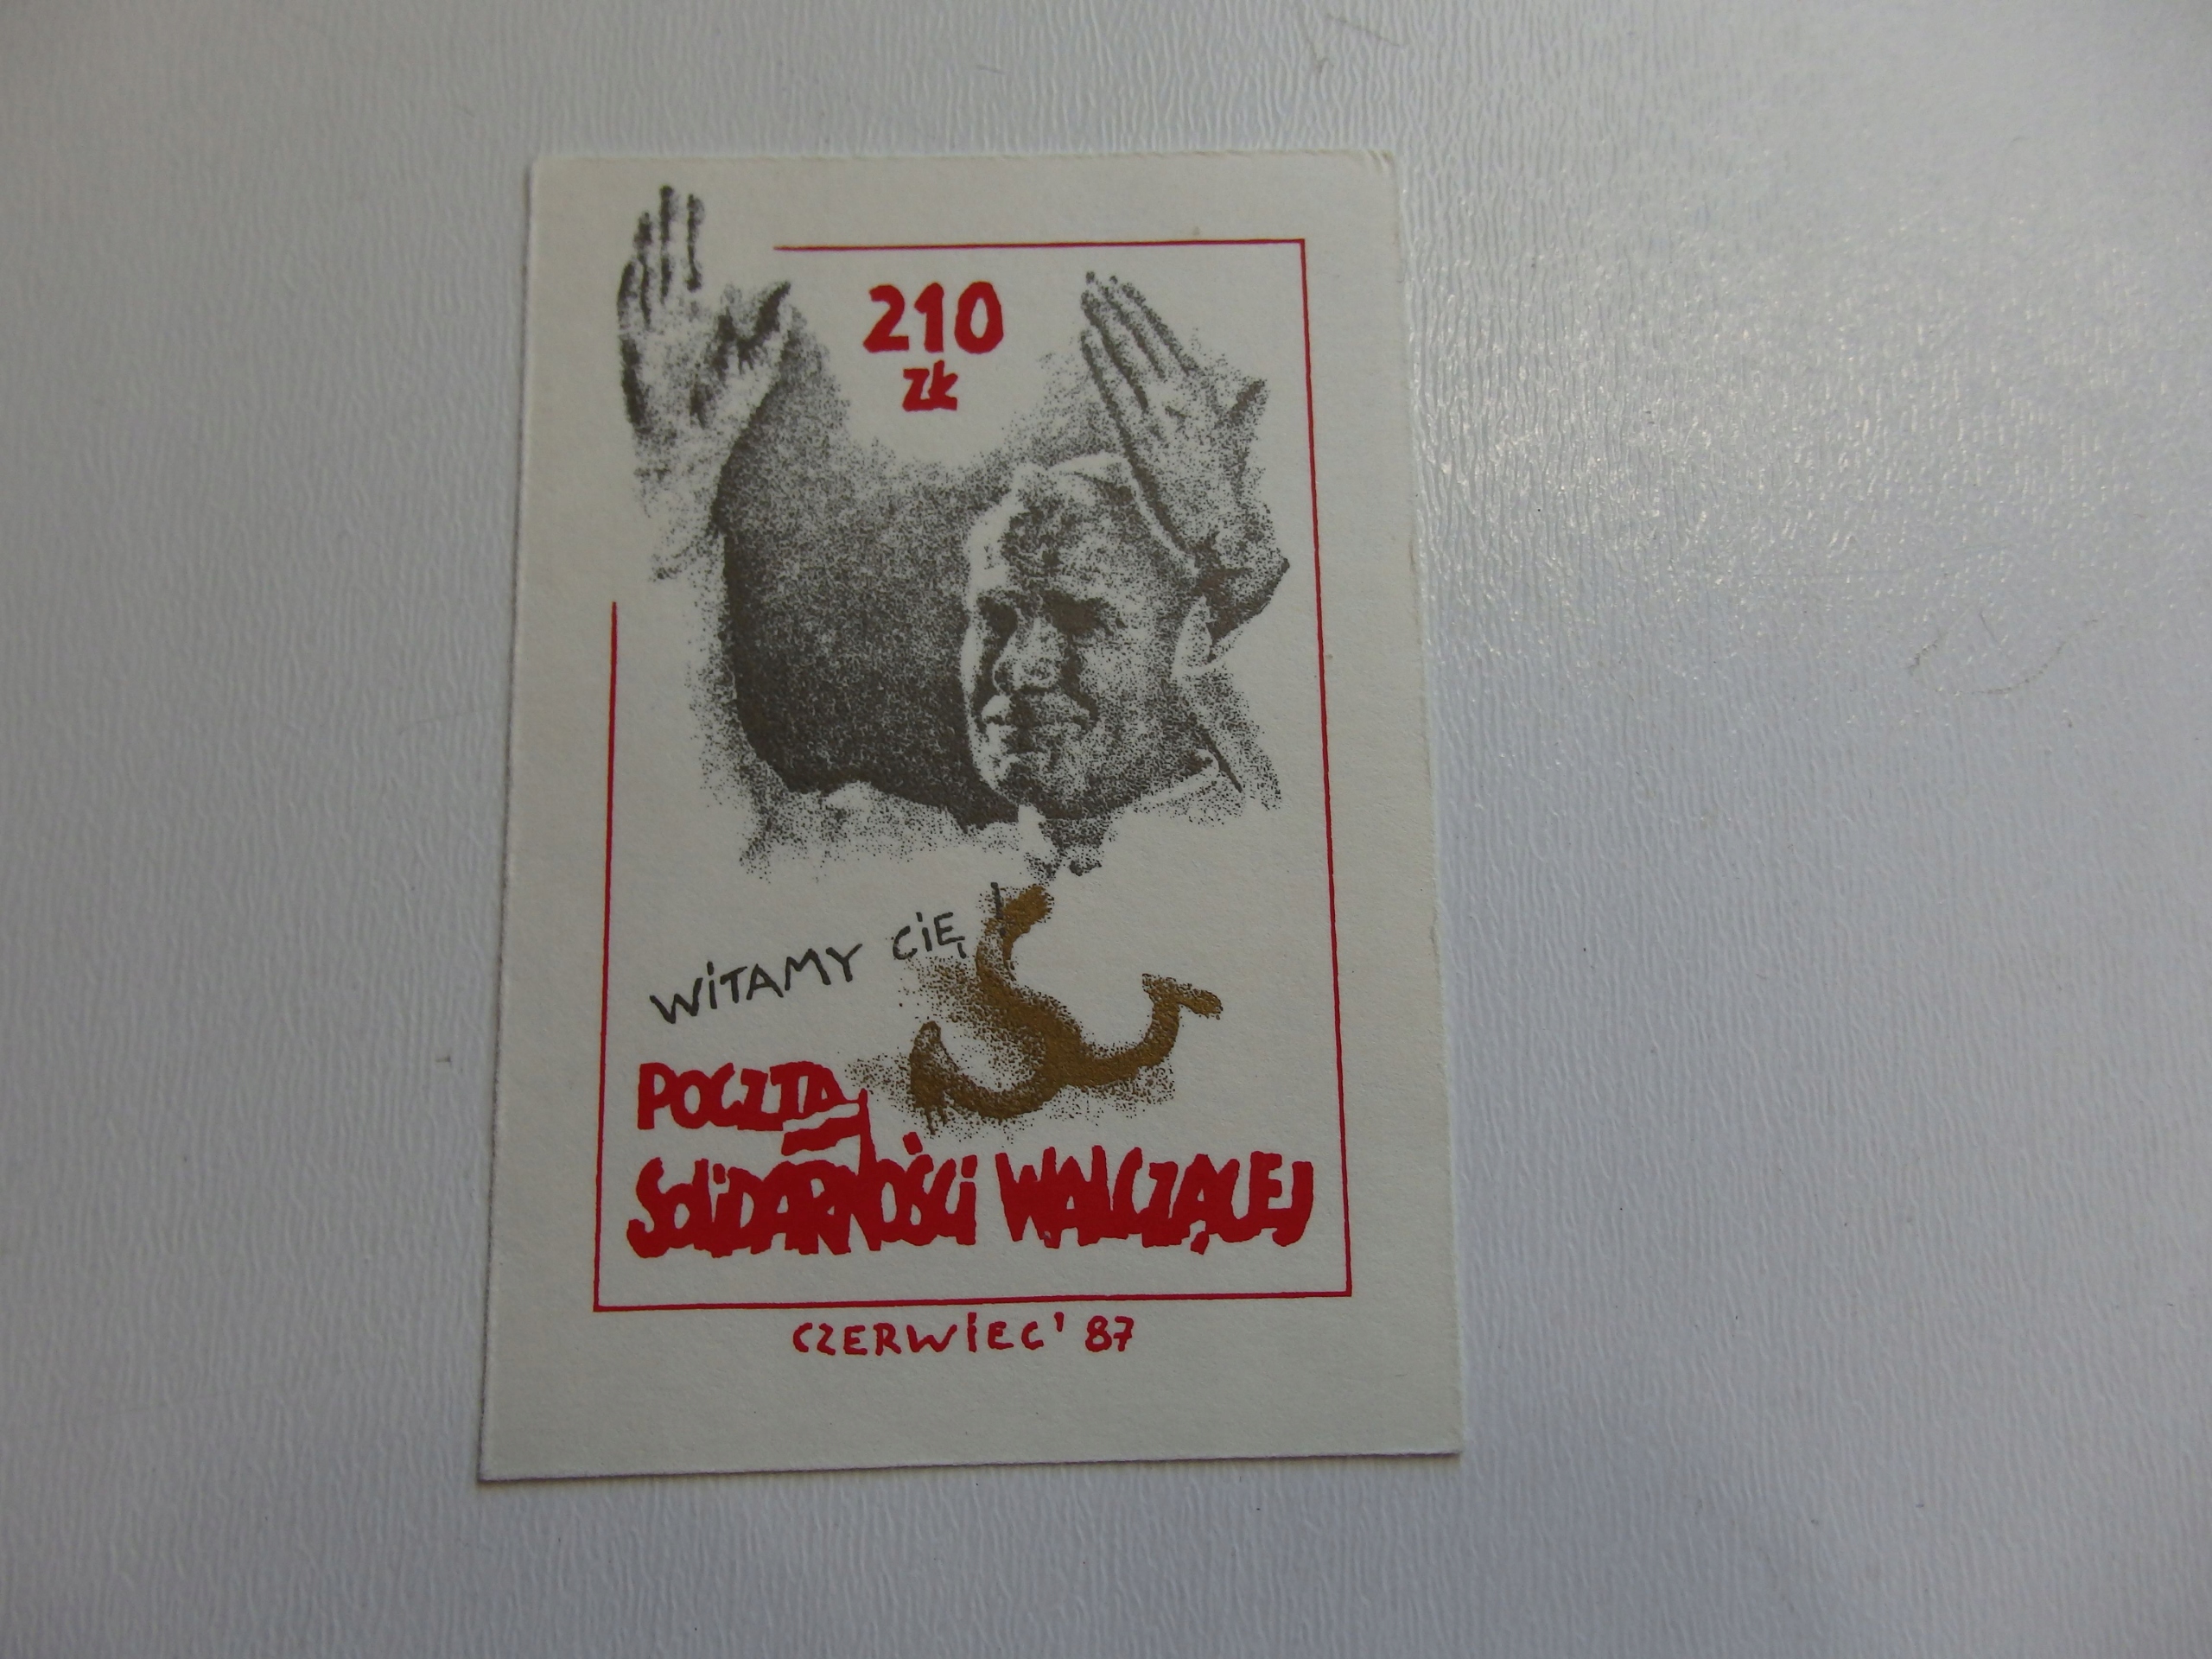 210
zł
WiTAMY CiĘ!
POCZTA
SOLiDARNOŚCi WALCZĄCEJ
CZERWiEC' 87